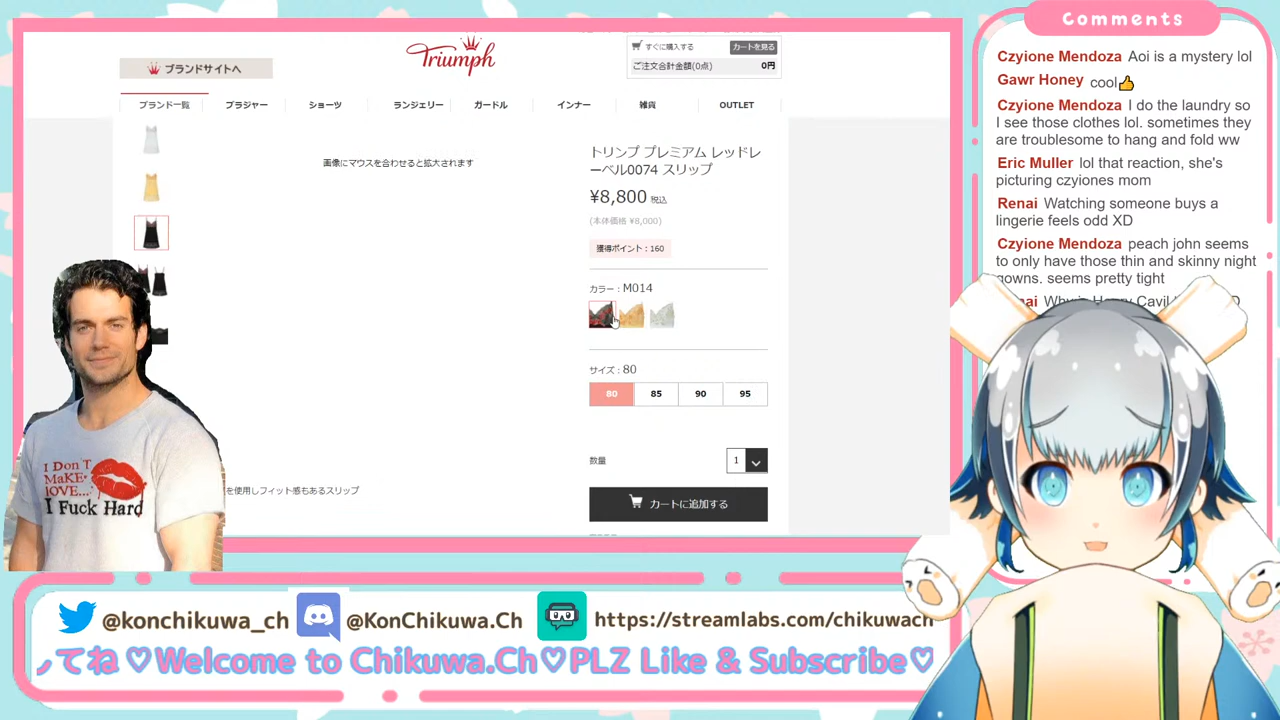 ブランドサイトへ
Triumph
すぐに購入する
カートを見る
ご注文合計金額(0点)
0円
ブランド一覧
ブラジャー
ショーツ
ランジェリー
ガードル
インナー
雑貨
OUTLET
画像にマウスを合わせると拡大されます
トリンプ プレミアム レッドレ
ーベル0074 スリップ
¥8,800 税込
(本体価格 ¥8,000)
獲得ポイント：160
カラー：M014
サイズ：80
80
85
90
95
数量
1
カートに追加する
を使用しフィット感もあるスリップ
I DON'T
MAKE
LOVE...
I FUCK HARD
Comments
Czyione Mendoza Aoi is a mystery lol
Gawr Honey cool👍
Czyione Mendoza I do the laundry so
I see those clothes lol. sometimes they
are troublesome to hang and fold ww
Eric Muller lol that reaction, she's
picturing czyiones mom
Renai Watching someone buys a
lingerie feels odd XD
Czyione Mendoza peach john seems
to only have those thin and skinny night
gowns. seems pretty tight
@konchikuwa_ch
@KonChikuwa.Ch
https://streamlabs.com/chikuwach
てね♡Welcome to Chikuwa.Ch♡PLZ Like & Subscribe♡